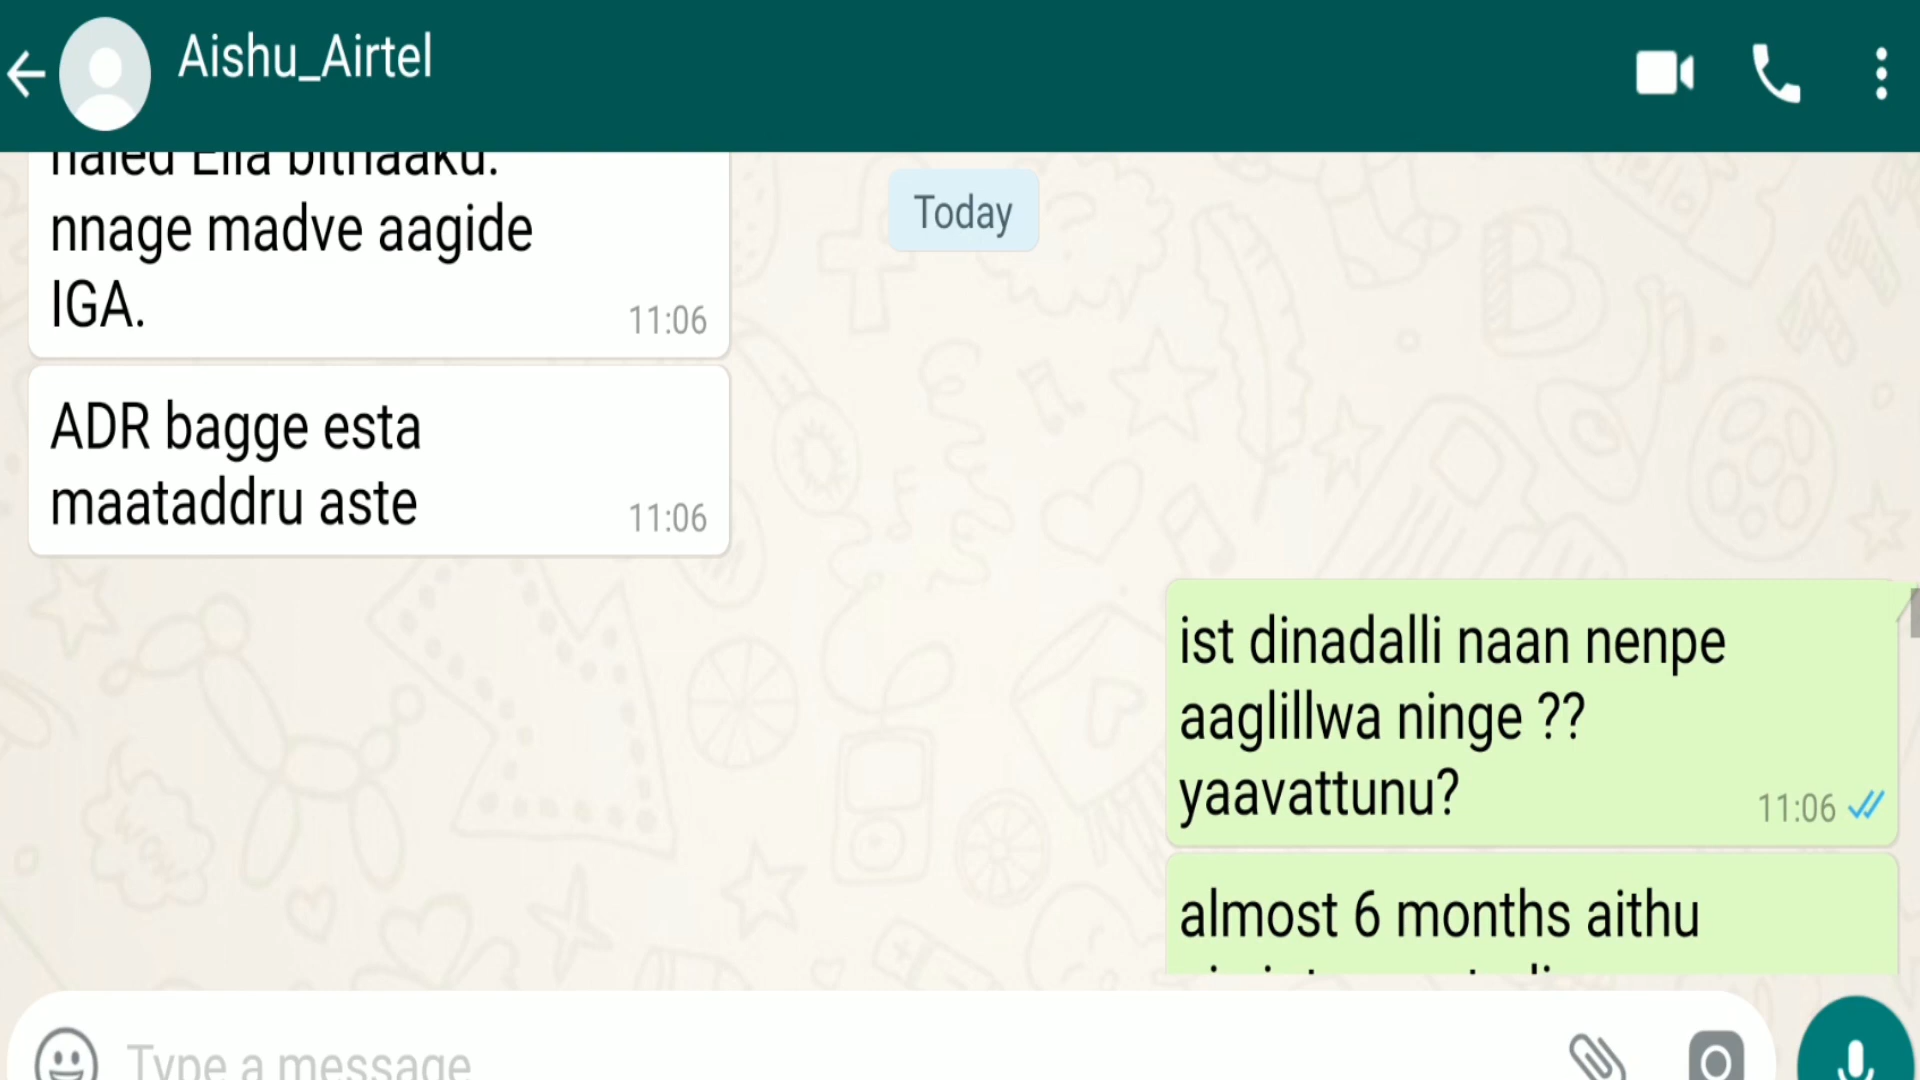 Aishu_Airtel
Today
nnage madve aagide
IGA.
11:06
ADR bagge esta
maataddru aste
11:06
ist dinadalli naan nenpe
aaglillwa ninge ??
yaavattunu?
11:06
almost 6 months aithu
Type a message